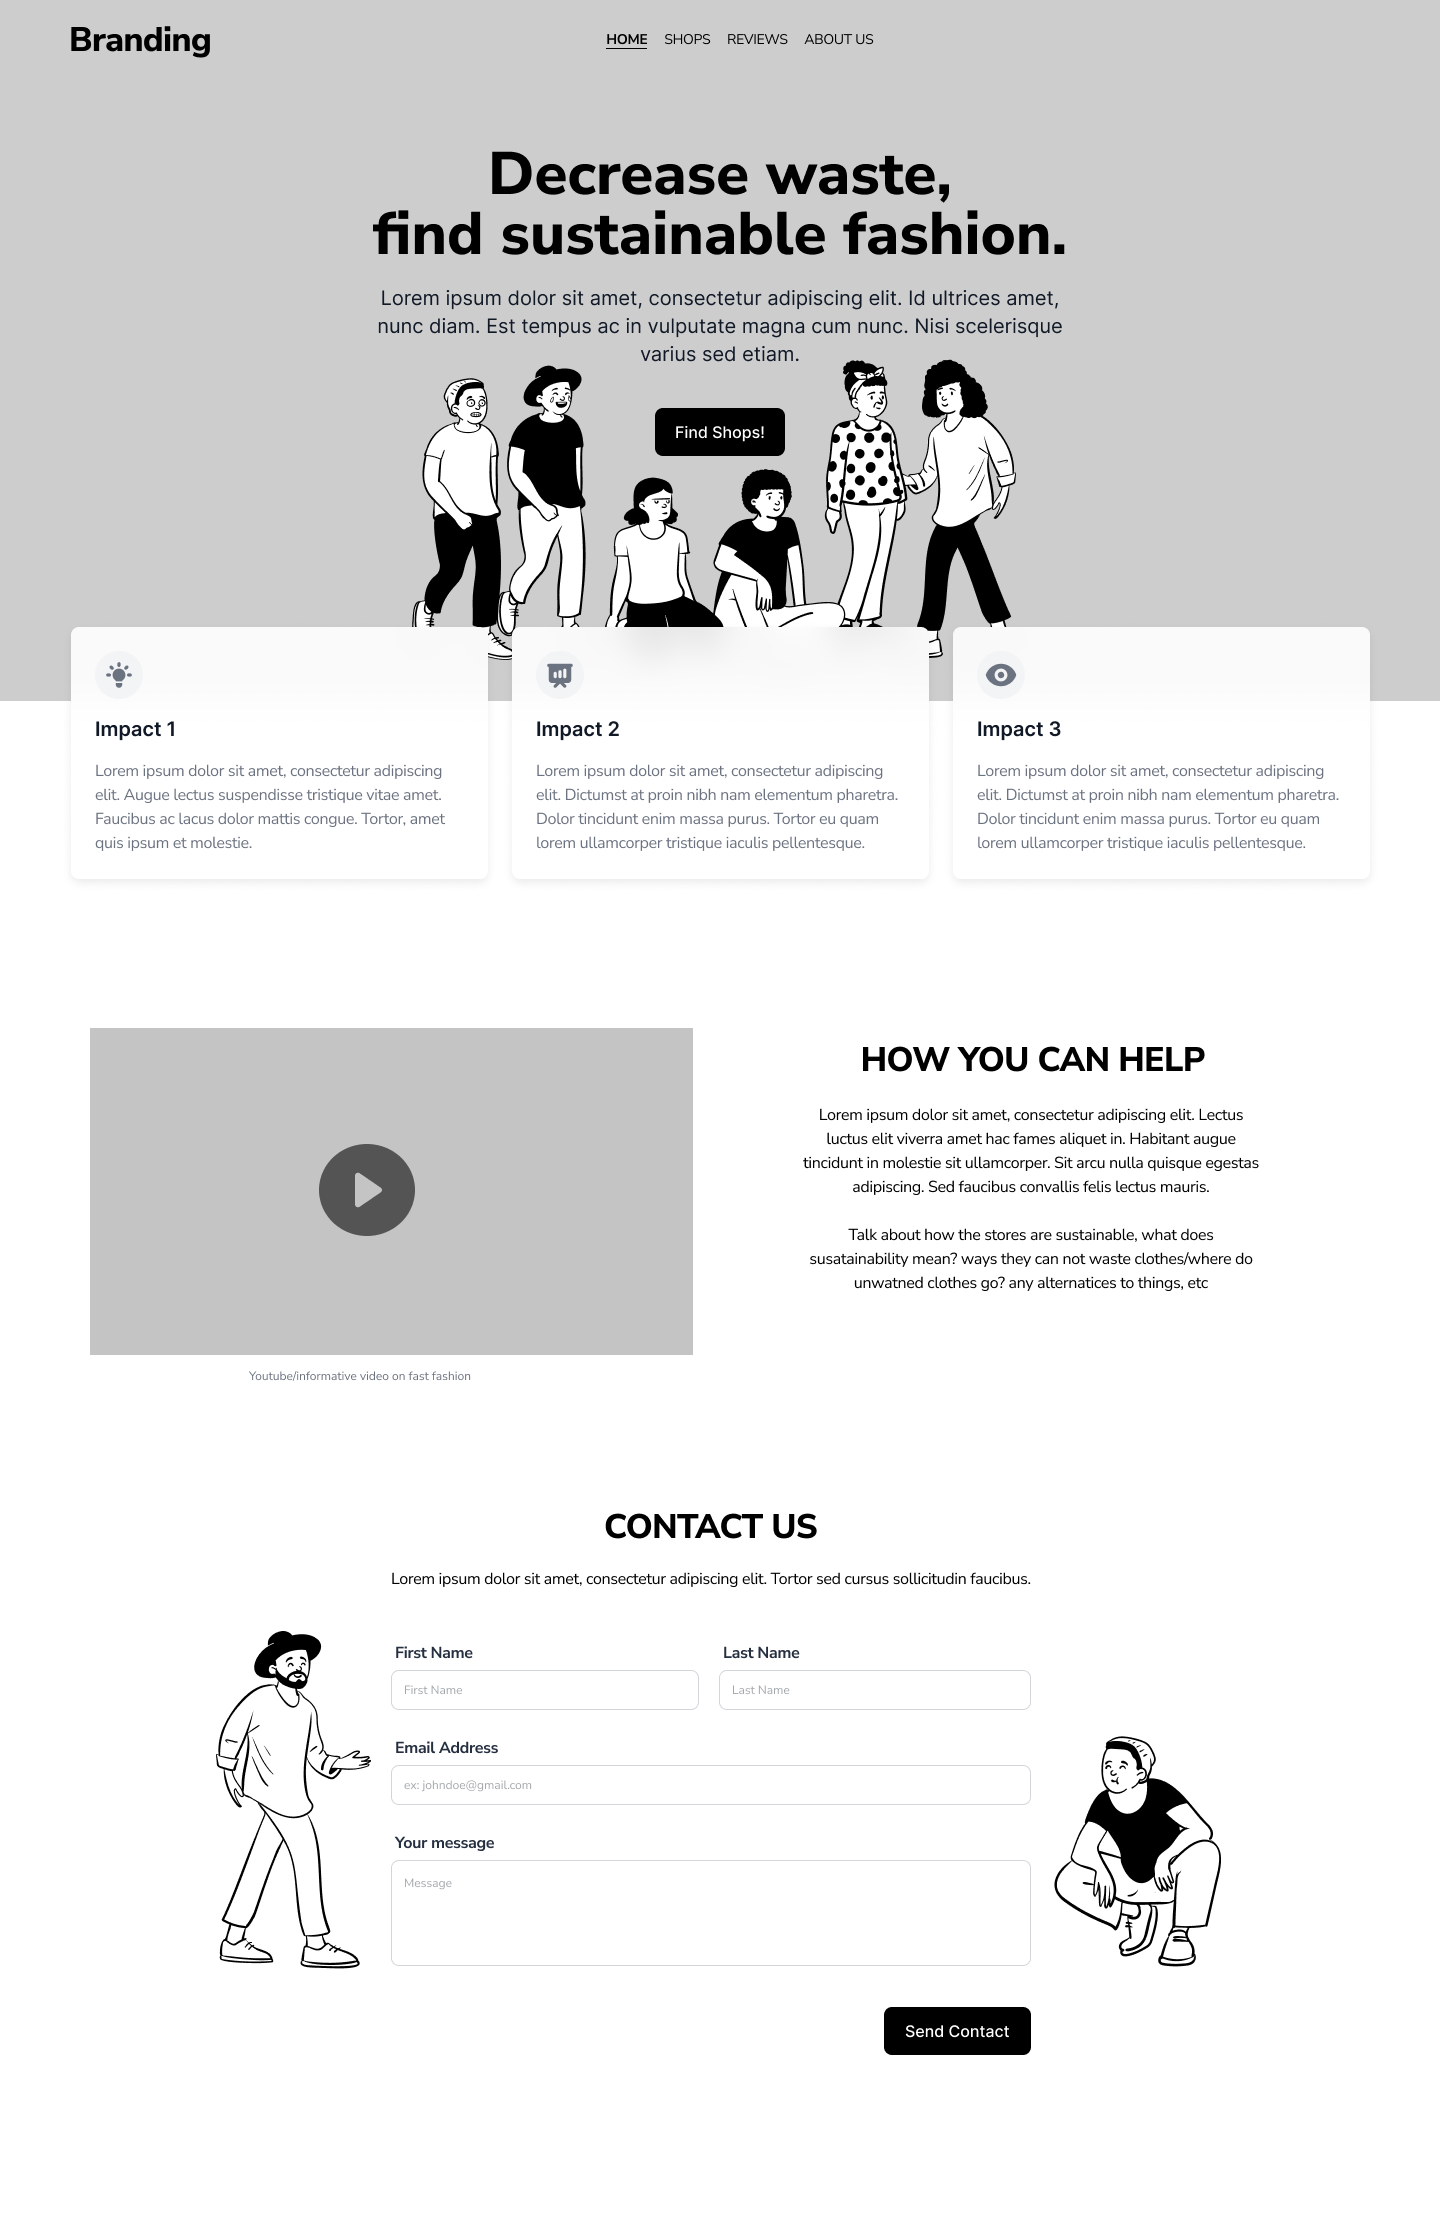 Branding
HOME SHOPS REVIEWS ABOUT US
Decrease waste,
find sustainable fashion.
Lorem ipsum dolor sit amet, consectetur adipiscing elit. Id ultrices amet,
nunc diam. Est tempus ac in vulputate magna cum nunc. Nisi scelerisque
varius sed etiam.
Find Shops!
Impact 1
Lorem ipsum dolor sit amet, consectetur adipiscing
elit. Augue lectus suspendisse tristique vitae amet.
Faucibus ac lacus dolor mattis congue. Tortor, amet
quis ipsum et molestie.
Impact 2
Lorem ipsum dolor sit amet, consectetur adipiscing
elit. Dictumst at proin nibh nam elementum pharetra.
Dolor tincidunt enim massa purus. Tortor eu quam
lorem ullamcorper tristique iaculis pellentesque.
Impact 3
Lorem ipsum dolor sit amet, consectetur adipiscing
elit. Dictumst at proin nibh nam elementum pharetra.
Dolor tincidunt enim massa purus. Tortor eu quam
lorem ullamcorper tristique iaculis pellentesque.
Youtube/informative video on fast fashion
HOW YOU CAN HELP
Lorem ipsum dolor sit amet, consectetur adipiscing elit. Lectus
luctus elit viverra amet hac fames aliquet in. Habitant augue
tincidunt in molestie sit ullamcorper. Sit arcu nulla quisque egestas
adipiscing. Sed faucibus convallis felis lectus mauris.
Talk about how the stores are sustainable, what does
susatainability mean? ways they can not waste clothes/where do
unwatned clothes go? any alternatices to things, etc
CONTACT US
Lorem ipsum dolor sit amet, consectetur adipiscing elit. Tortor sed cursus sollicitudin faucibus.
First Name
First Name
Last Name
Last Name
Email Address
ex: johndoe@gmail.com
Your message
Message
Send Contact